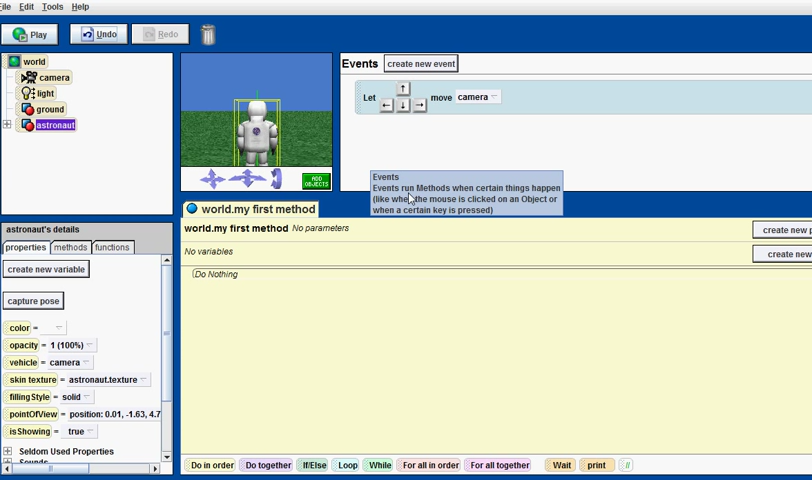 File Edit Tools Help
Play Undo Redo
world
camera
light
ground
astronaut
ADD
OBJECTS
Events create new event
Let move camera
Events
Events run Methods when certain things happen
(like when the mouse is clicked on an Object or
when a certain key is pressed)
astronaut's details
properties methods functions
create new variable
capture pose
color =
opacity = 1 (100%)
vehicle = camera
skin texture = astronaut.texture
fillingStyle = solid
pointOfView = position: 0.01, -1.63, 4.7
isShowing = true
Seldom Used Properties
Sounds
world.my first method
world.my first method No parameters
create new p
No variables
create new
Do Nothing
Do in order Do together If/Else Loop While For all in order For all together Wait print //